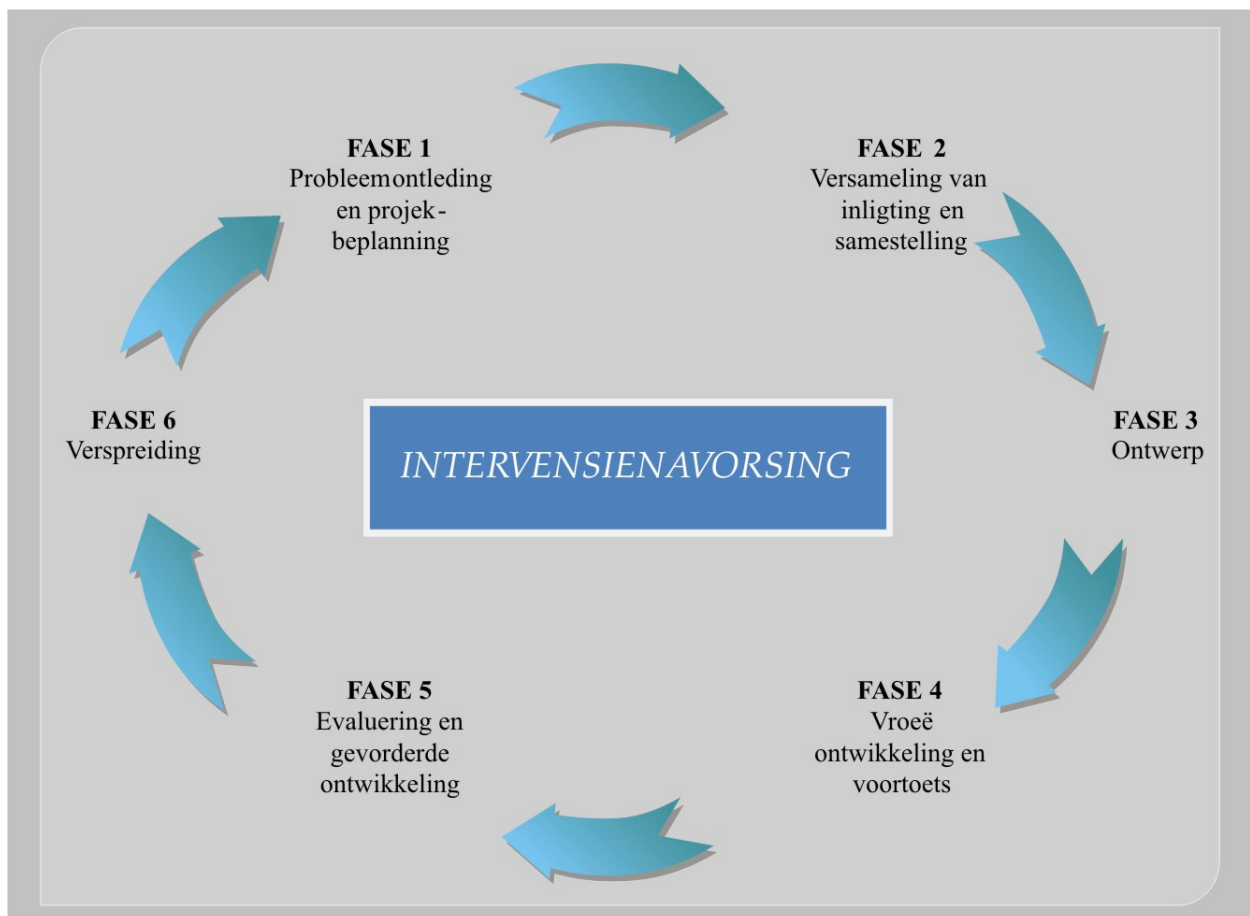 FASE 1
Probleemontleding
en projek-
beplanning
FASE 2
Versameling van
inligting en
samestelling
FASE 3
Ontwerp
FASE 4
Vroeë
ontwikkeling en
voortoets
FASE 5
Evaluering en
gevorderde
ontwikkeling
FASE 6
Verspreiding
INTERVENSIENAVORSING